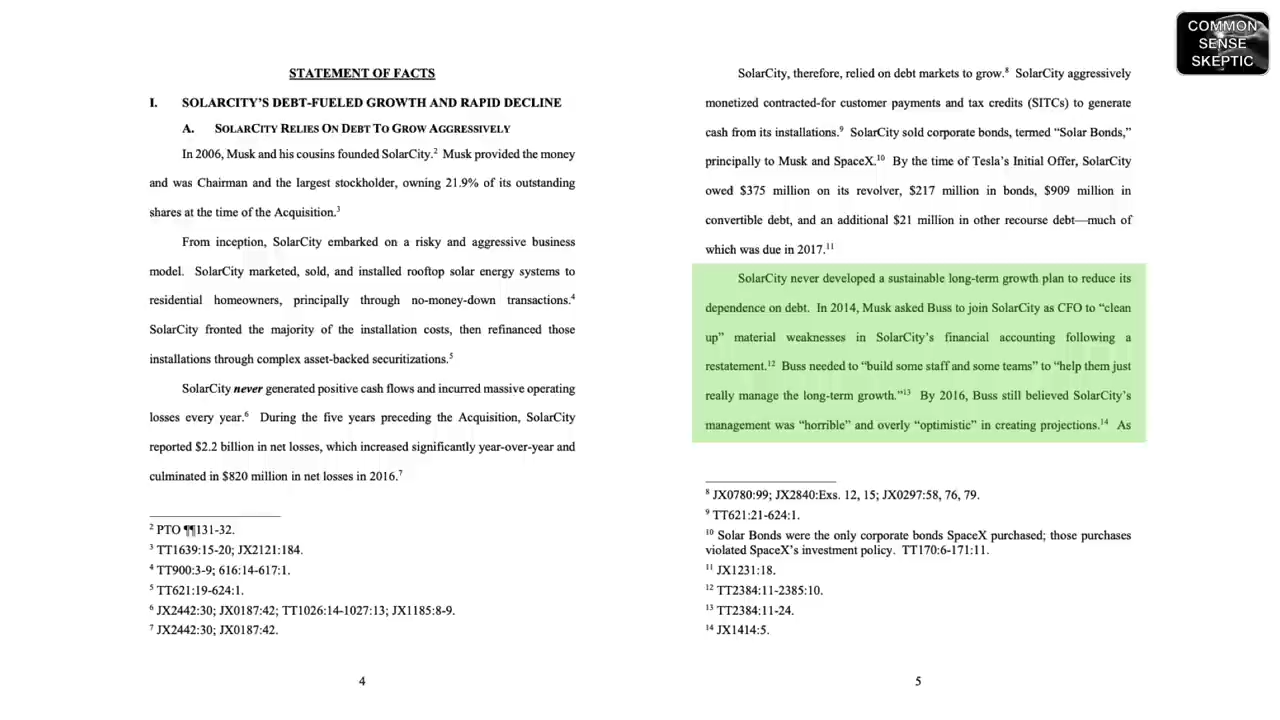 COMMON
SENSE
SKEPTIC
STATEMENT OF FACTS
I. SOLARCITY'S DEBT-FUELED GROWTH AND RAPID DECLINE
A. SOLARCITY RELIES ON DEBT TO GROW AGGRESSIVELY
In 2006, Musk and his cousins founded SolarCity.2 Musk provided the money
and was Chairman and the largest stockholder, owning 21.9% of its outstanding
shares at the time of the Acquisition.3
From inception, SolarCity embarked on a risky and aggressive business
model. SolarCity marketed, sold, and installed rooftop solar energy systems to
residential homeowners, principally through no-money-down transactions.4
SolarCity fronted the majority of the installation costs, then refinanced those
installations through complex asset-backed securitizations.5
SolarCity never generated positive cash flows and incurred massive operating
losses every year.6 During the five years preceding the Acquisition, SolarCity
reported $2.2 billion in net losses, which increased significantly year-over-year and
culminated in $820 million in net losses in 2016.7
2 PTO ¶¶131-32.
3 TT1639:15-20; JX2121:184.
4 TT900:3-9; 616:14-617:1.
5 TT621:19-624:1.
6 JX2442:30; JX0187:42; TT1026:14-1027:13; JX1185:8-9.
7 JX2442:30; JX0187:42.
4
SolarCity, therefore, relied on debt markets to grow.8 SolarCity aggressively
monetized contracted-for customer payments and tax credits (SITCs) to generate
cash from its installations.9 SolarCity sold corporate bonds, termed “Solar Bonds,”
principally to Musk and SpaceX.10 By the time of Tesla's Initial Offer, SolarCity
owed $375 million on its revolver, $217 million in bonds, $909 million in
convertible debt, and an additional $21 million in other recourse debt—much of
which was due in 2017.11
SolarCity never developed a sustainable long-term growth plan to reduce its
dependence on debt. In 2014, Musk asked Buss to join SolarCity as CFO to “clean
up” material weaknesses in SolarCity's financial accounting following a
restatement.12 Buss needed to “build some staff and some teams” to “help them just
really manage the long-term growth.”13 By 2016, Buss still believed SolarCity's
management was “horrible” and overly “optimistic” in creating projections.14 As
8 JX0780:99; JX2840:Exs. 12, 15; JX0297:58, 76, 79.
9 TT621:21-624:1.
10 Solar Bonds were the only corporate bonds SpaceX purchased; those purchases
violated SpaceX's investment policy. TT170:6-171:11.
11 JX1231:18.
12 TT2384:11-2385:10.
13 TT2384:11-24.
14 JX1414:5.
5